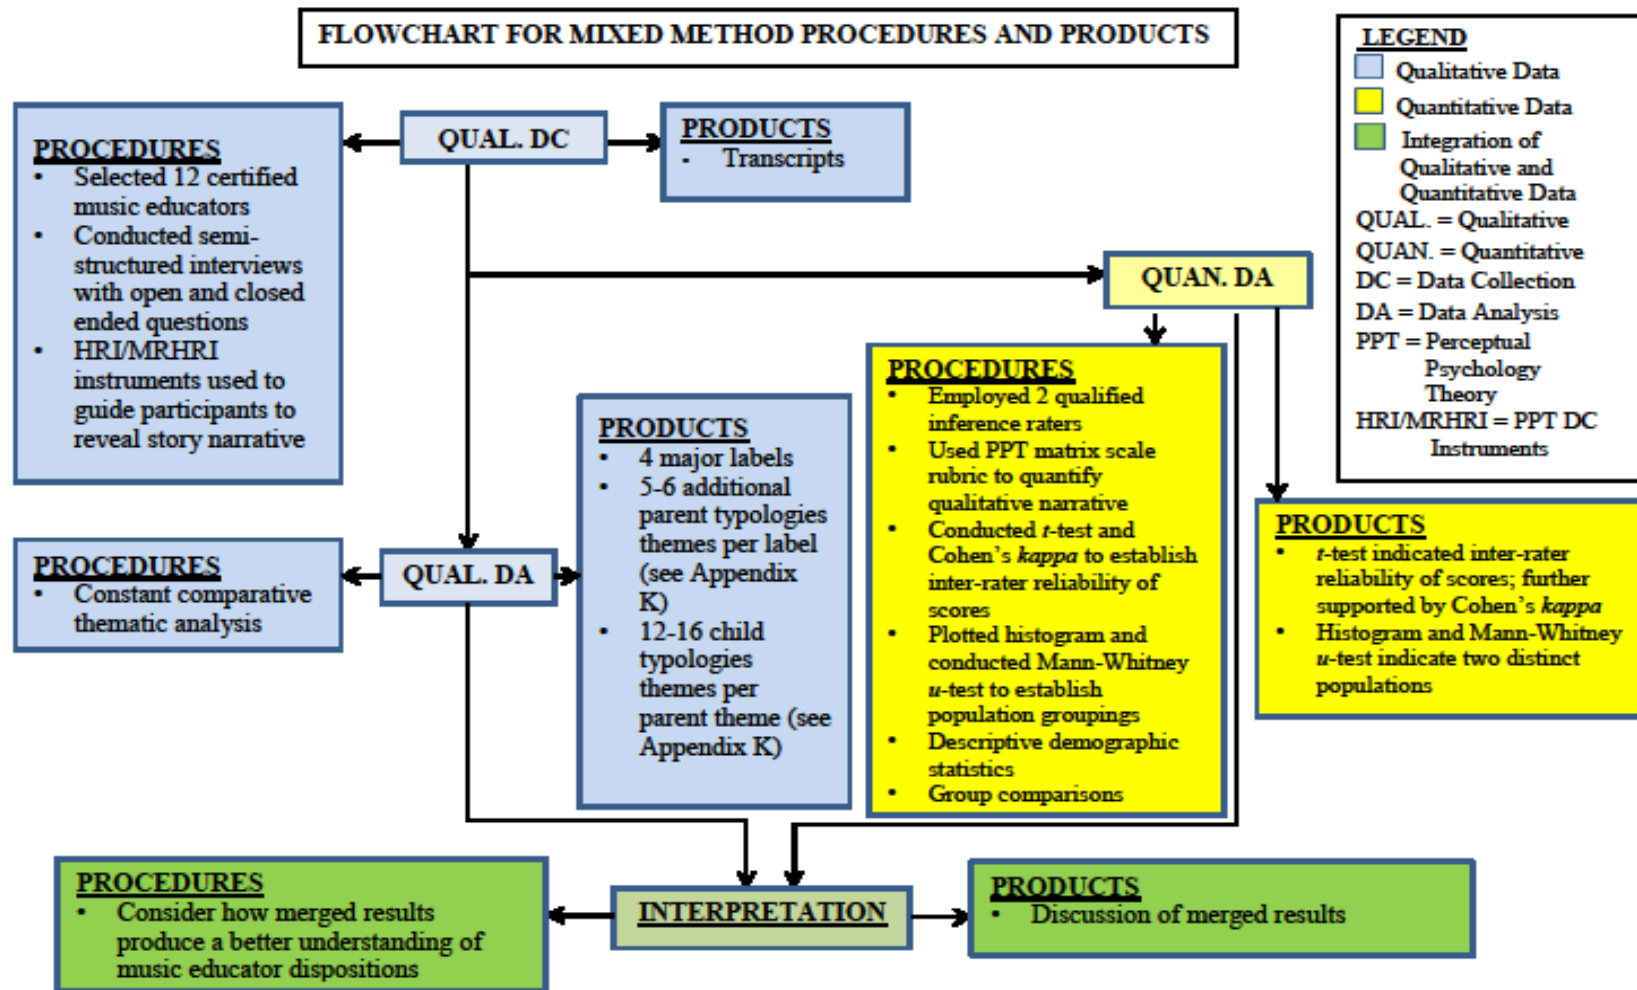 FLOWCHART FOR MIXED METHOD PROCEDURES AND PRODUCTS
LEGEND
Qualitative Data
Quantitative Data
Integration of
Qualitative and
Quantitative Data
QUAL. = Qualitative
QUAN. = Quantitative
DC = Data Collection
DA = Data Analysis
PPT = Perceptual
Psychology
Theory
HRI/MRHRI = PPT DC
Instruments
PROCEDURES
• Selected 12 certified
music educators
• Conducted semi-
structured interviews
with open and closed
ended questions
• HRI/MRHRI
instruments used to
guide participants to
reveal story narrative
QUAL. DC
PRODUCTS
- Transcripts
QUAN. DA
PROCEDURES
• Employed 2 qualified
inference raters
• Used PPT matrix scale
rubric to quantify
qualitative narrative
• Conducted t-test and
Cohen's kappa to establish
inter-rater reliability of
scores
• Plotted histogram and
conducted Mann-Whitney
u-test to establish
population groupings
• Descriptive demographic
statistics
• Group comparisons
PRODUCTS
• t-test indicated inter-rater
reliability of scores; further
supported by Cohen's kappa
• Histogram and Mann-Whitney
u-test indicate two distinct
populations
PROCEDURES
• Constant comparative
thematic analysis
QUAL. DA
PRODUCTS
• 4 major labels
• 5-6 additional
parent typologies
themes per label
(see Appendix
K)
• 12-16 child
typologies
themes per
parent theme (see
Appendix K)
PROCEDURES
• Consider how merged results
produce a better understanding of
music educator dispositions
INTERPRETATION
PRODUCTS
• Discussion of merged results